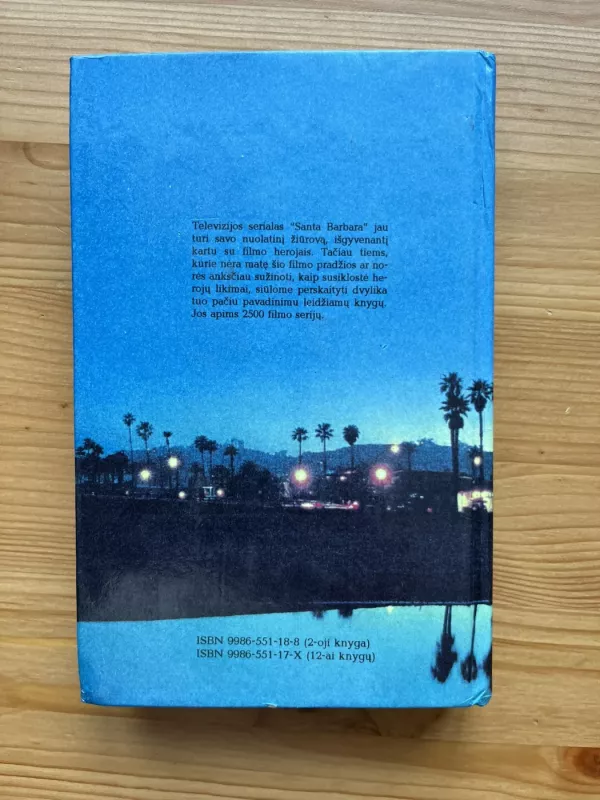 Televizijos serialas "Santa Barbara" jau
turi savo nuolatinį žiūrovą, išgyvenantį
kartu su filmo herojais. Tačiau tiems,
kurie nėra matę šio filmo pradžios ar no-
rės anksčiau sužinoti, kaip susiklostė he-
rojų likimai, siūlome perskaityti dvylika
tuo pačiu pavadinimu leidžiamų knygų.
Jos apims 2500 filmo serijų.
ISBN 9986-551-18-8 (2-oji knyga)
ISBN 9986-551-17-X (12-ai knygų)